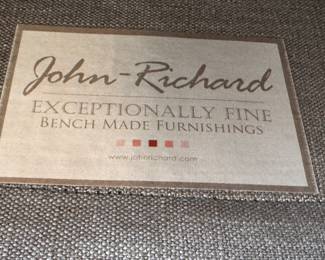 John-Richard
EXCEPTIONALLY FINE
BENCH MADE FURNISHINGS
www.johnrichard.com